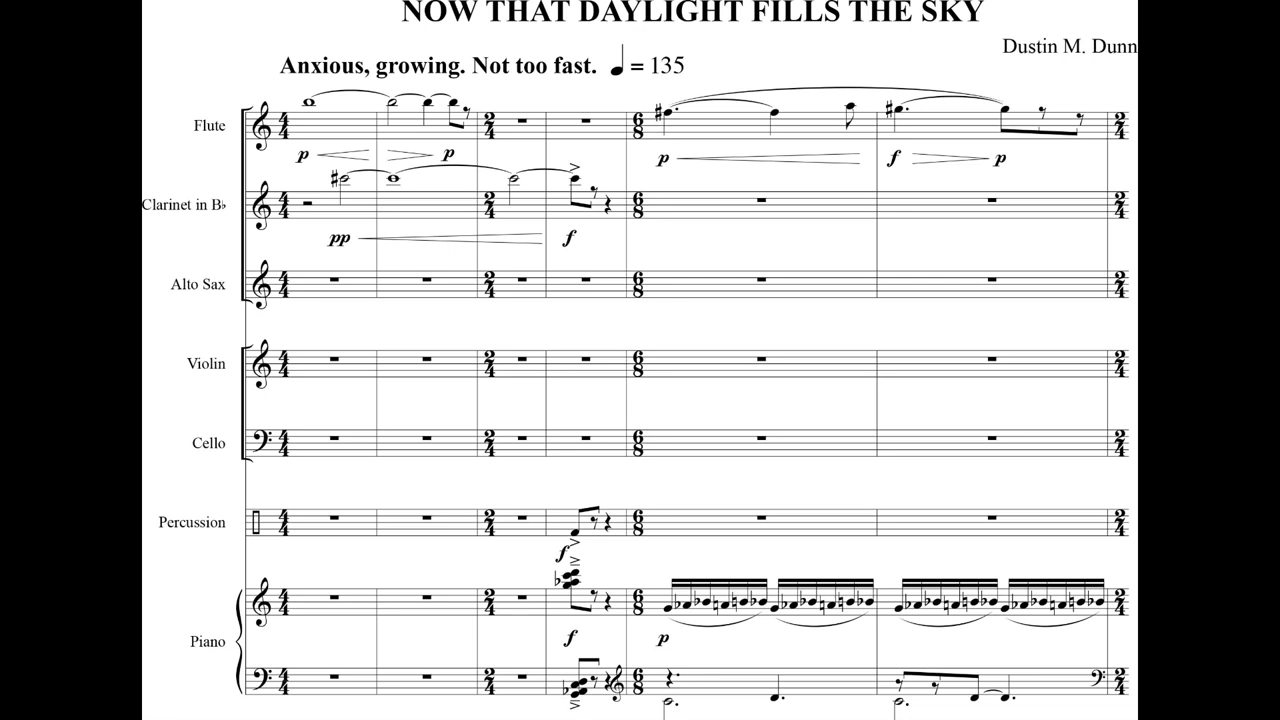 NOW THAT DAYLIGHT FILLS THE SKY
Dustin M. Dunn
Anxious, growing. Not too fast. ♩ = 135
Flute
p p p f p
Clarinet in B♭
pp f
Alto Sax
Violin
Cello
Percussion
f
Piano
f p